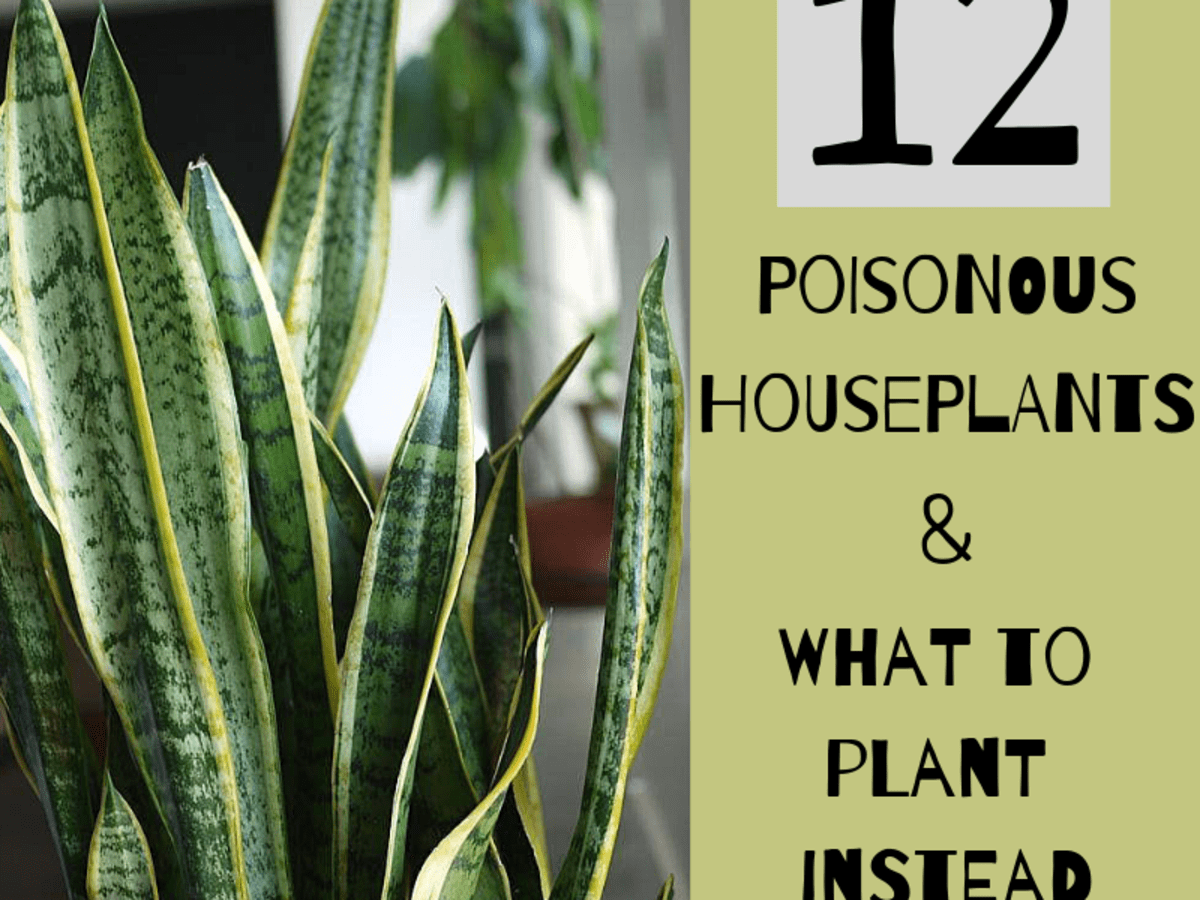 12
POISONOUS
HOUSEPLANTS
&
WHAT TO
PLANT
INSTEAD